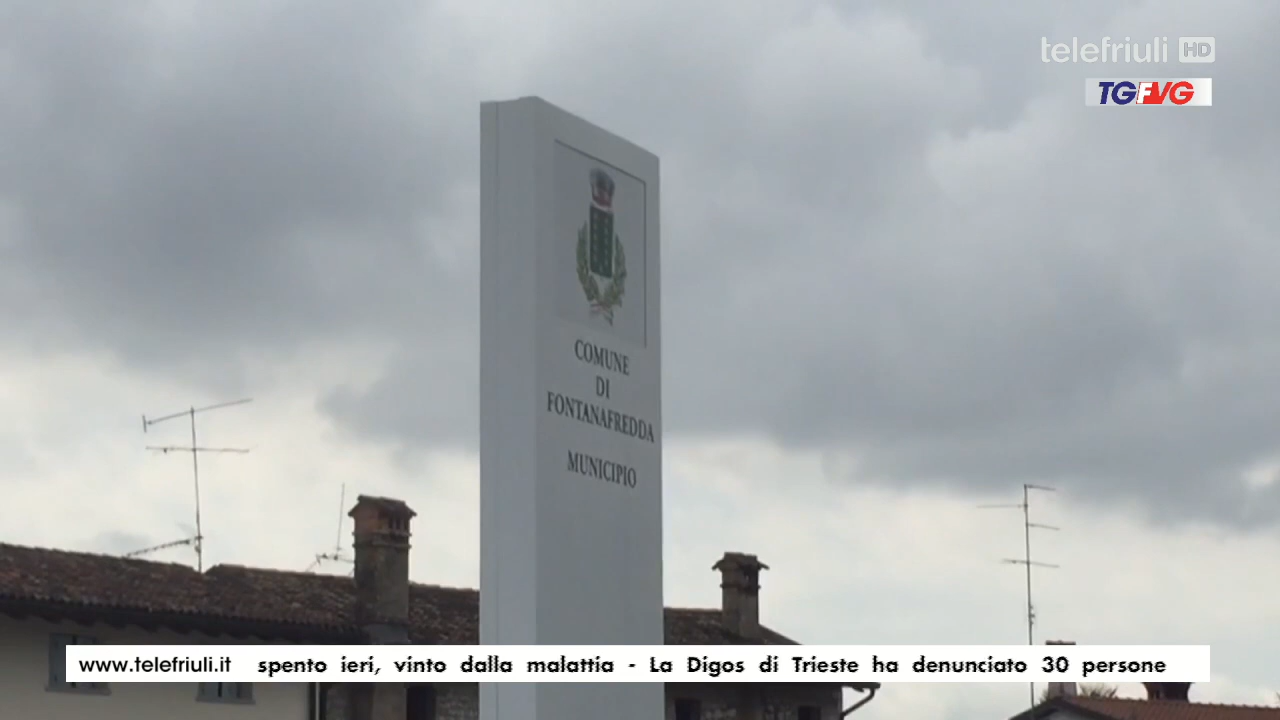 telefriuli HD
TGFVG
COMUNE
DI
FONTANAFREDDA
MUNICIPIO
www.telefriuli.it spento ieri, vinto dalla malattia - La Digos di Trieste ha denunciato 30 persone